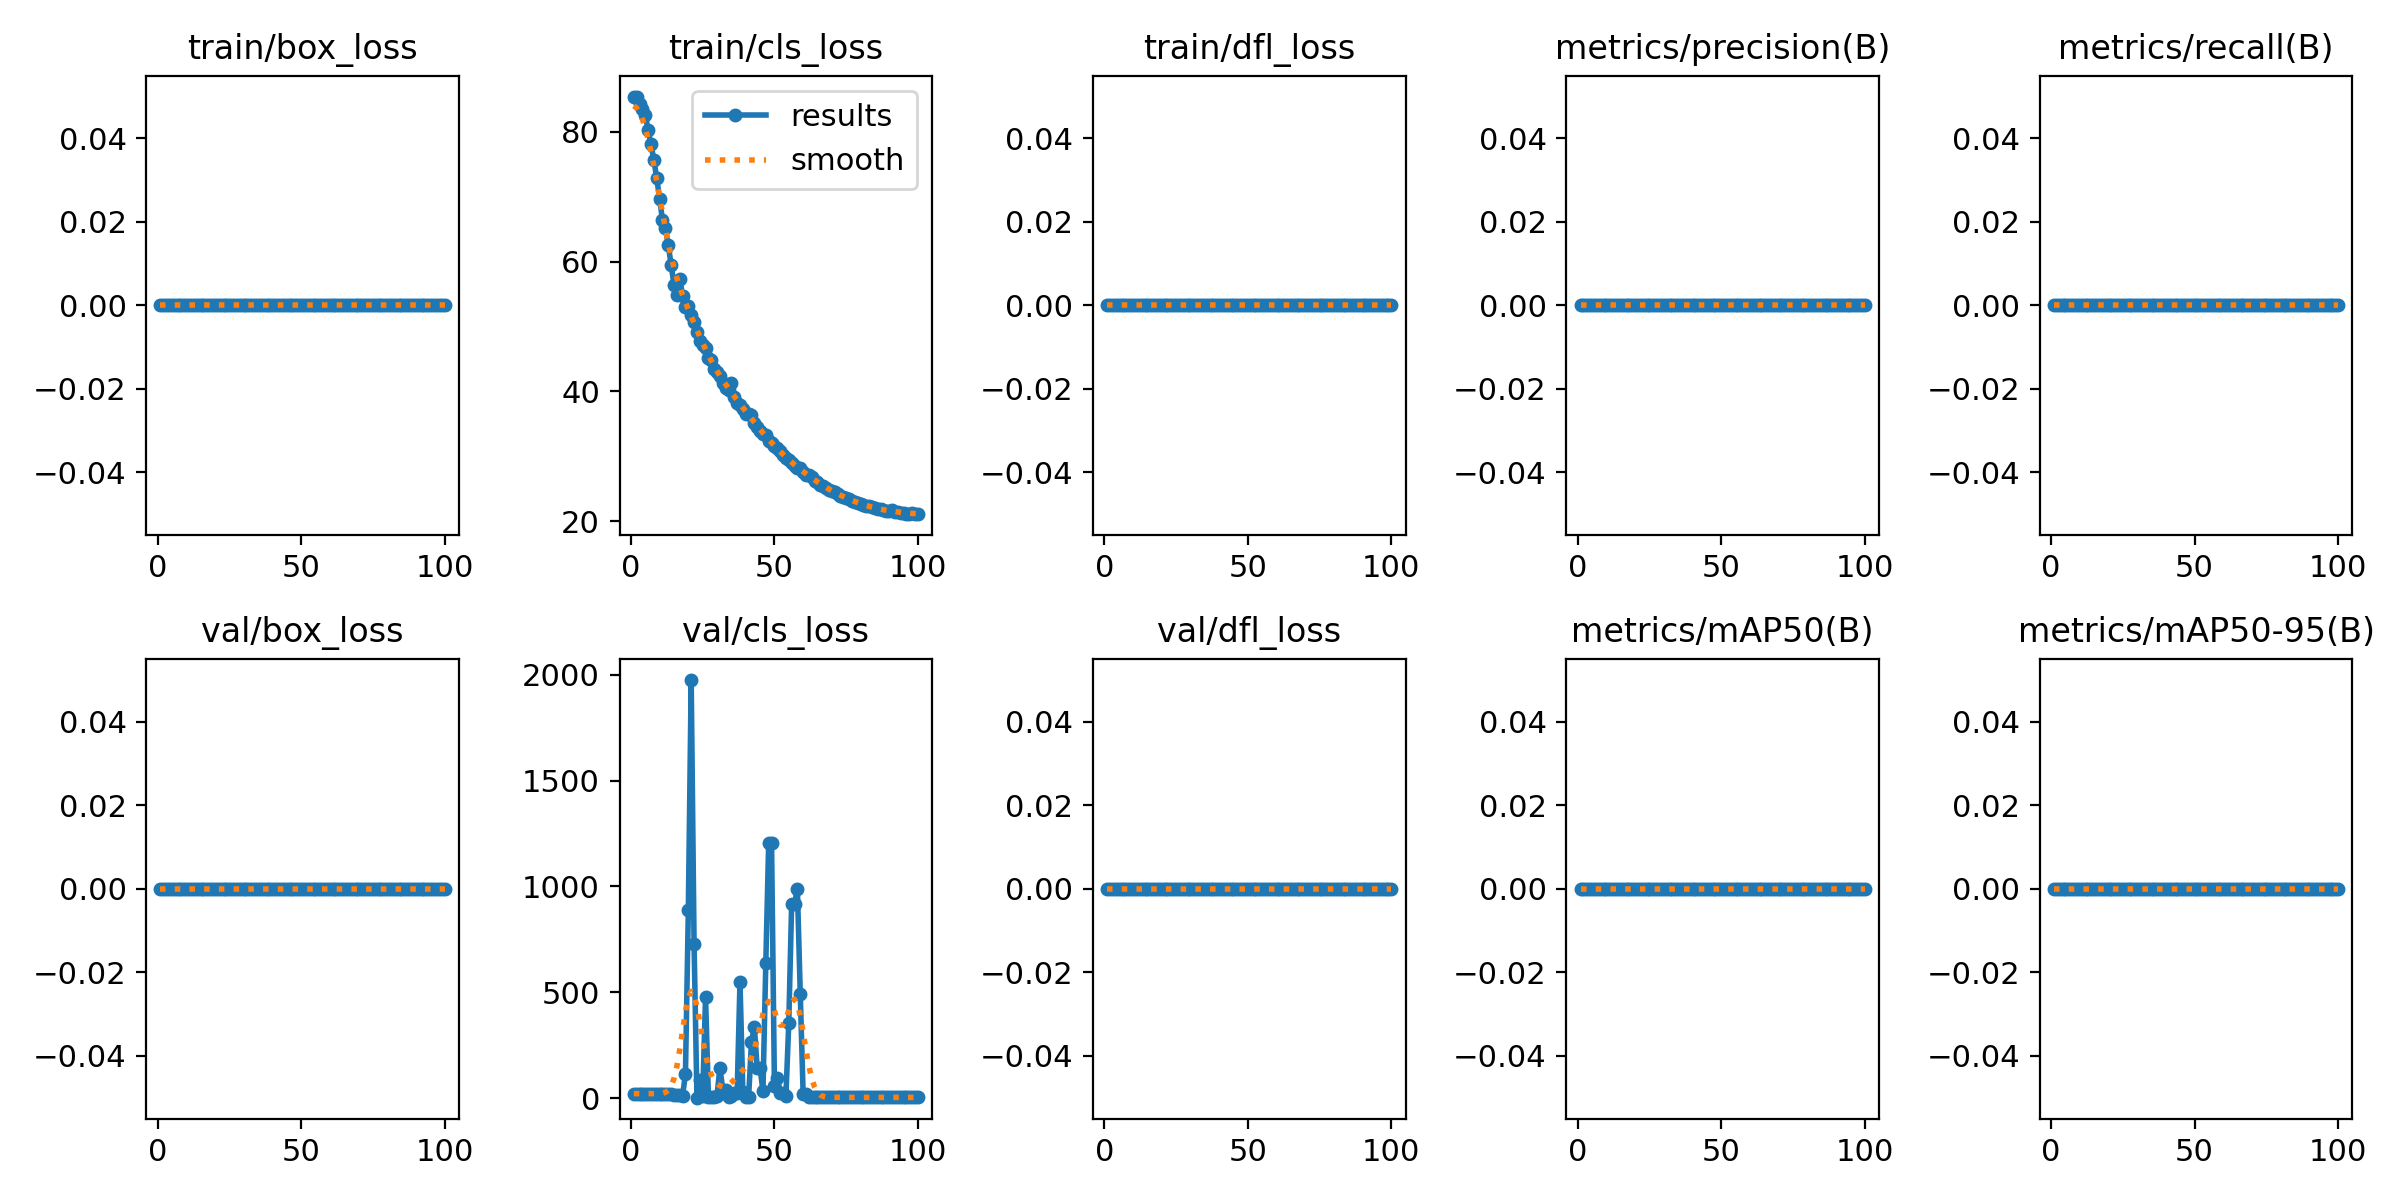 train/box_loss
0.04
0.02
0.00
−0.02
−0.04
0 50 100
train/cls_loss
results
smooth
80
60
40
20
0 50 100
train/dfl_loss
0.04
0.02
0.00
−0.02
−0.04
0 50 100
metrics/precision(B)
0.04
0.02
0.00
−0.02
−0.04
0 50 100
metrics/recall(B)
0.04
0.02
0.00
−0.02
−0.04
0 50 100
val/box_loss
0.04
0.02
0.00
−0.02
−0.04
0 50 100
val/cls_loss
2000
1500
1000
500
0
0 50 100
val/dfl_loss
0.04
0.02
0.00
−0.02
−0.04
0 50 100
metrics/mAP50(B)
0.04
0.02
0.00
−0.02
−0.04
0 50 100
metrics/mAP50-95(B)
0.04
0.02
0.00
−0.02
−0.04
0 50 100